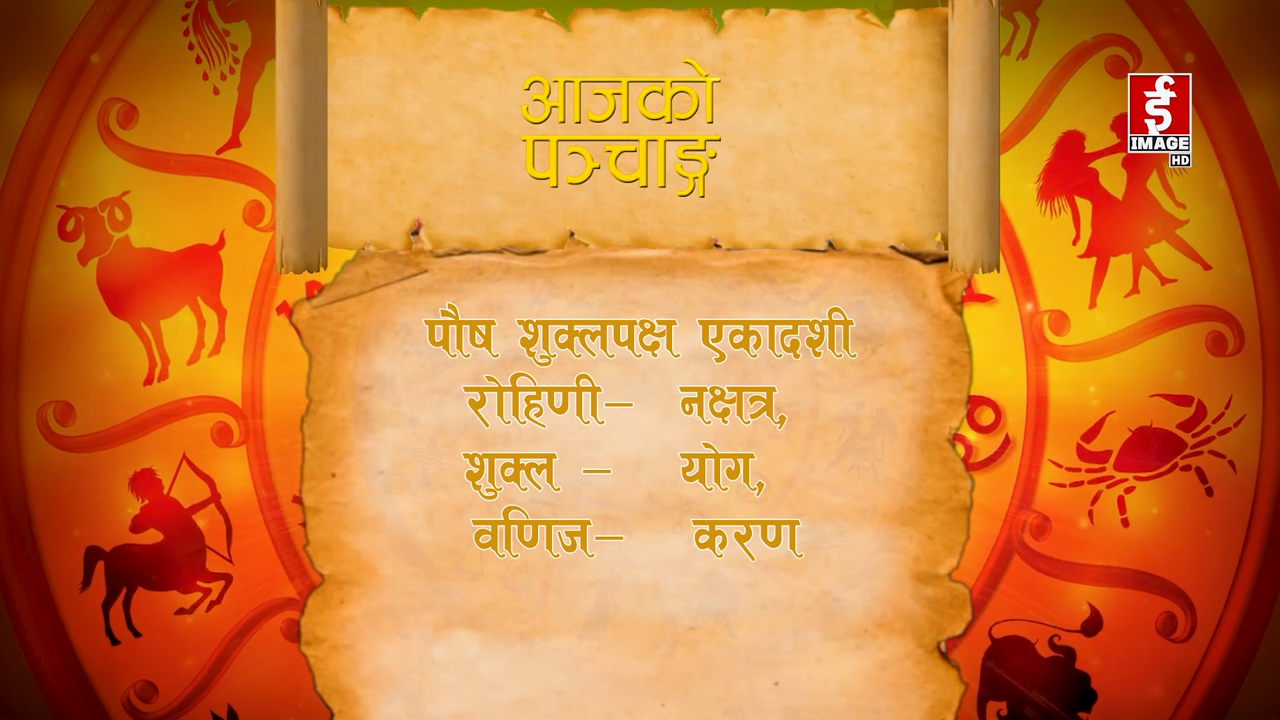 आजको
पञ्चाङ्ग
ई
IMAGE
HD
पौष शुक्लपक्ष एकादशी
रोहिणी– नक्षत्र,
शुक्ल – योग,
वणिज– करण